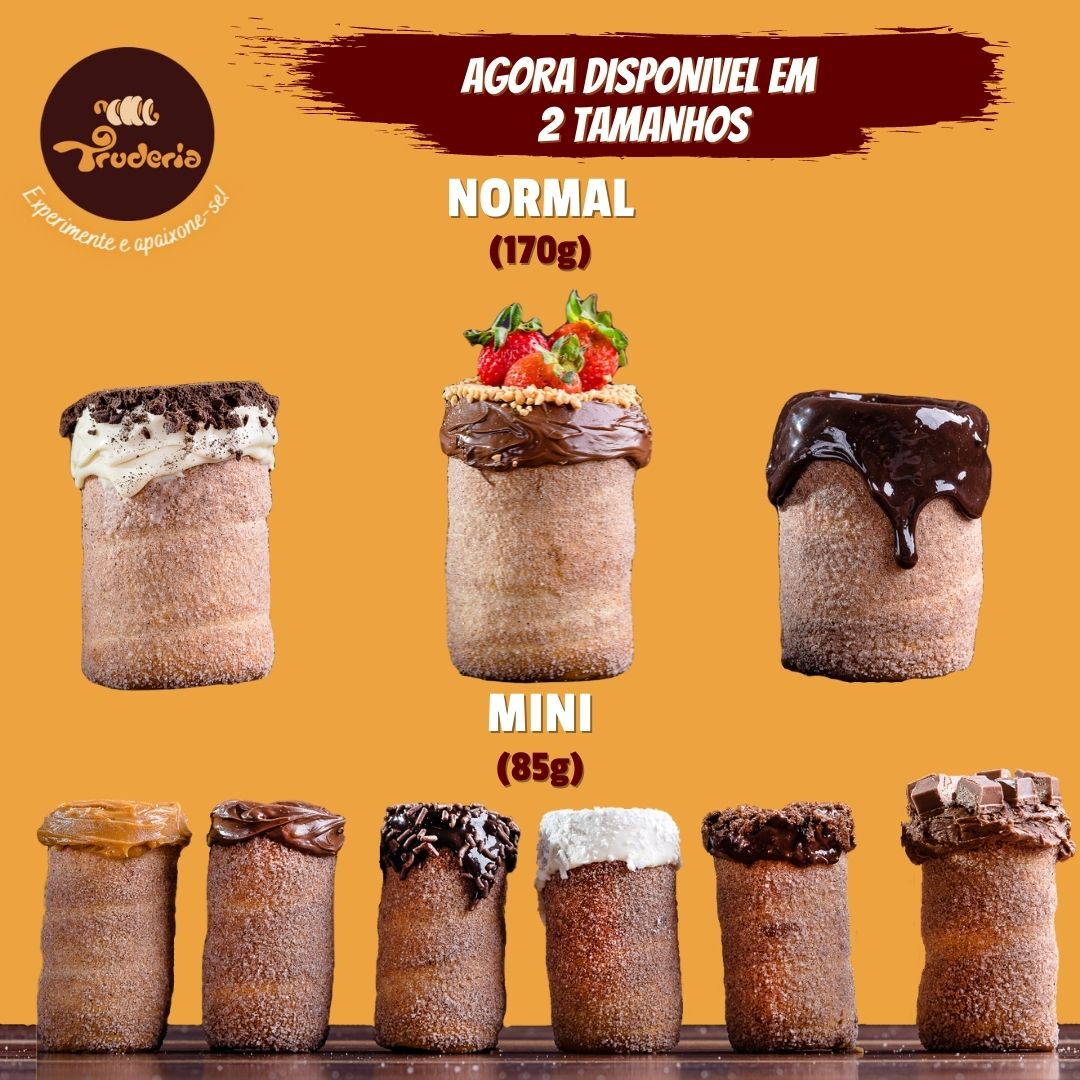 Truderia
Experimente e apaixone-se!
AGORA DISPONIVEL EM
2 TAMANHOS
NORMAL
(170g)
MINI
(85g)